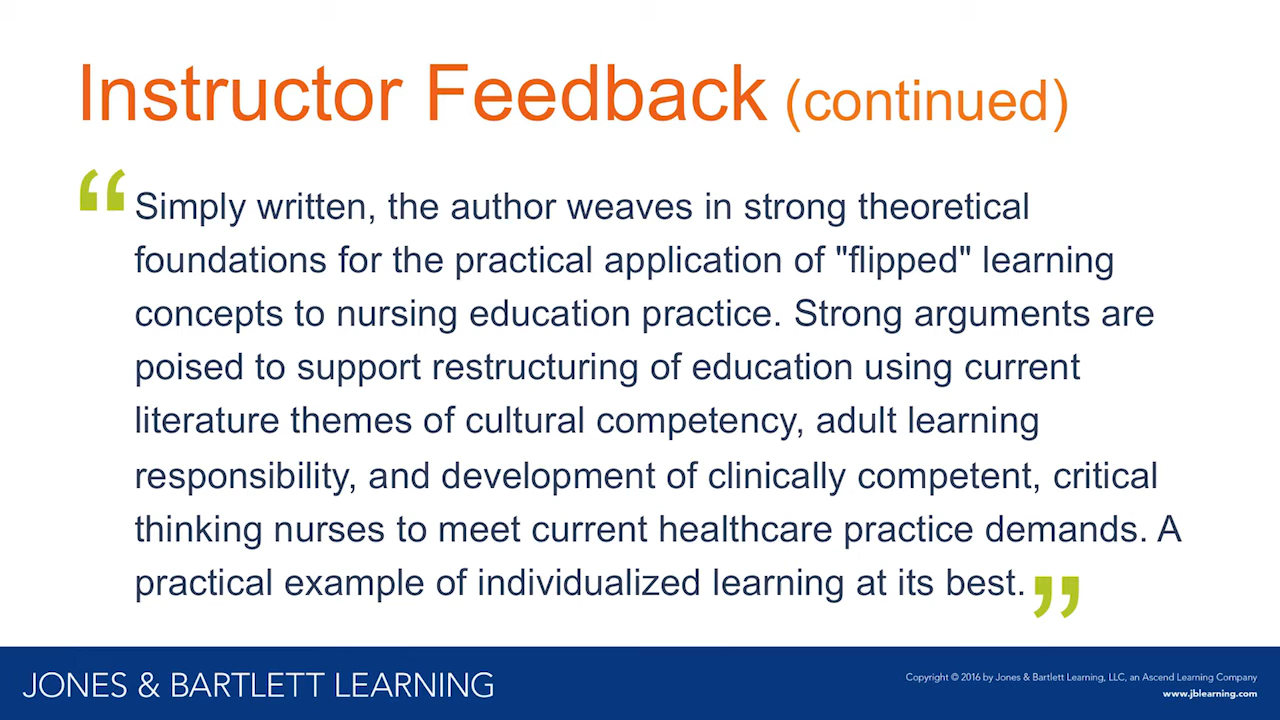 Instructor Feedback (continued)
“Simply written, the author weaves in strong theoretical
foundations for the practical application of "flipped" learning
concepts to nursing education practice. Strong arguments are
poised to support restructuring of education using current
literature themes of cultural competency, adult learning
responsibility, and development of clinically competent, critical
thinking nurses to meet current healthcare practice demands. A
practical example of individualized learning at its best.”
JONES & BARTLETT LEARNING
Copyright © 2016 by Jones & Bartlett Learning, LLC, an Ascend Learning Company
www.jblearning.com